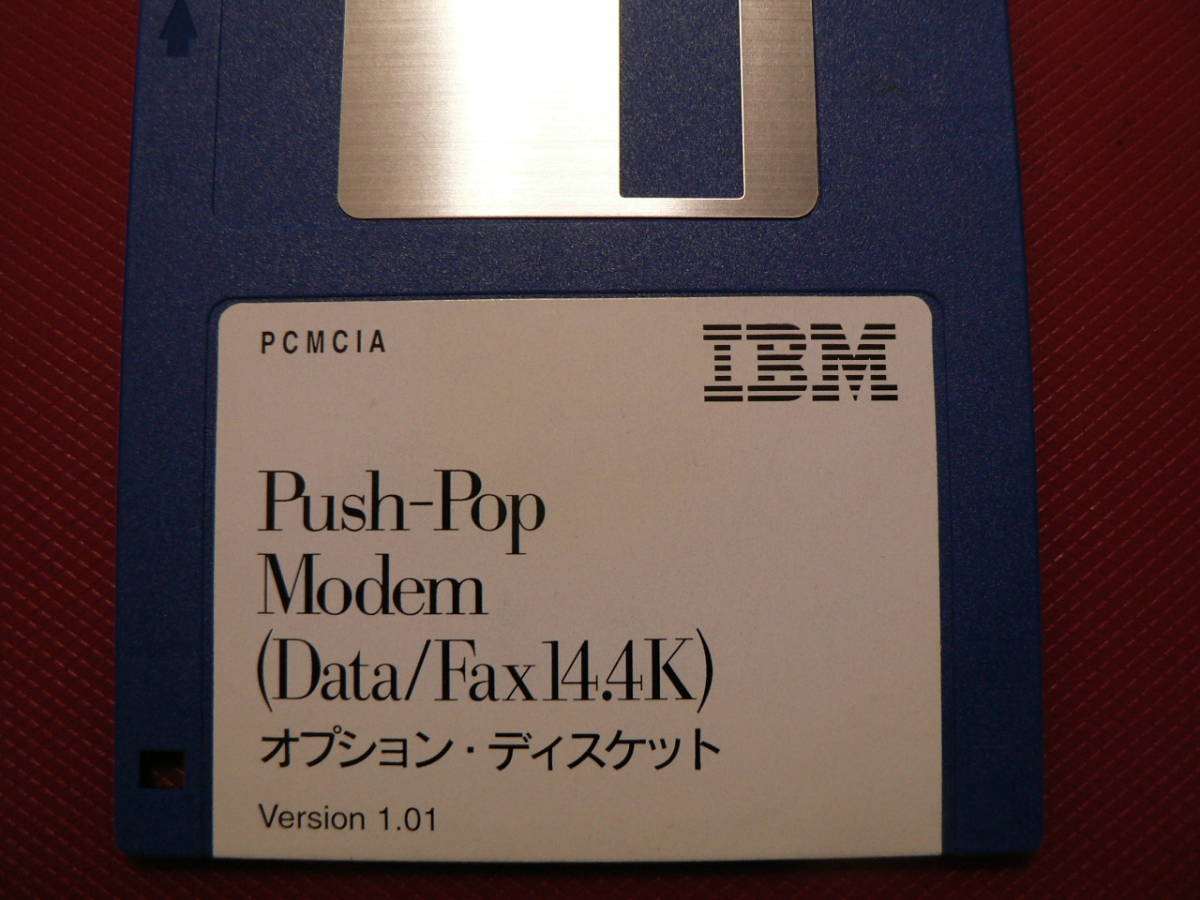 PCMCIA
IBM
Push-Pop
Modem
(Data/Fax14.4K)
オプション・ディスケット
Version 1.01